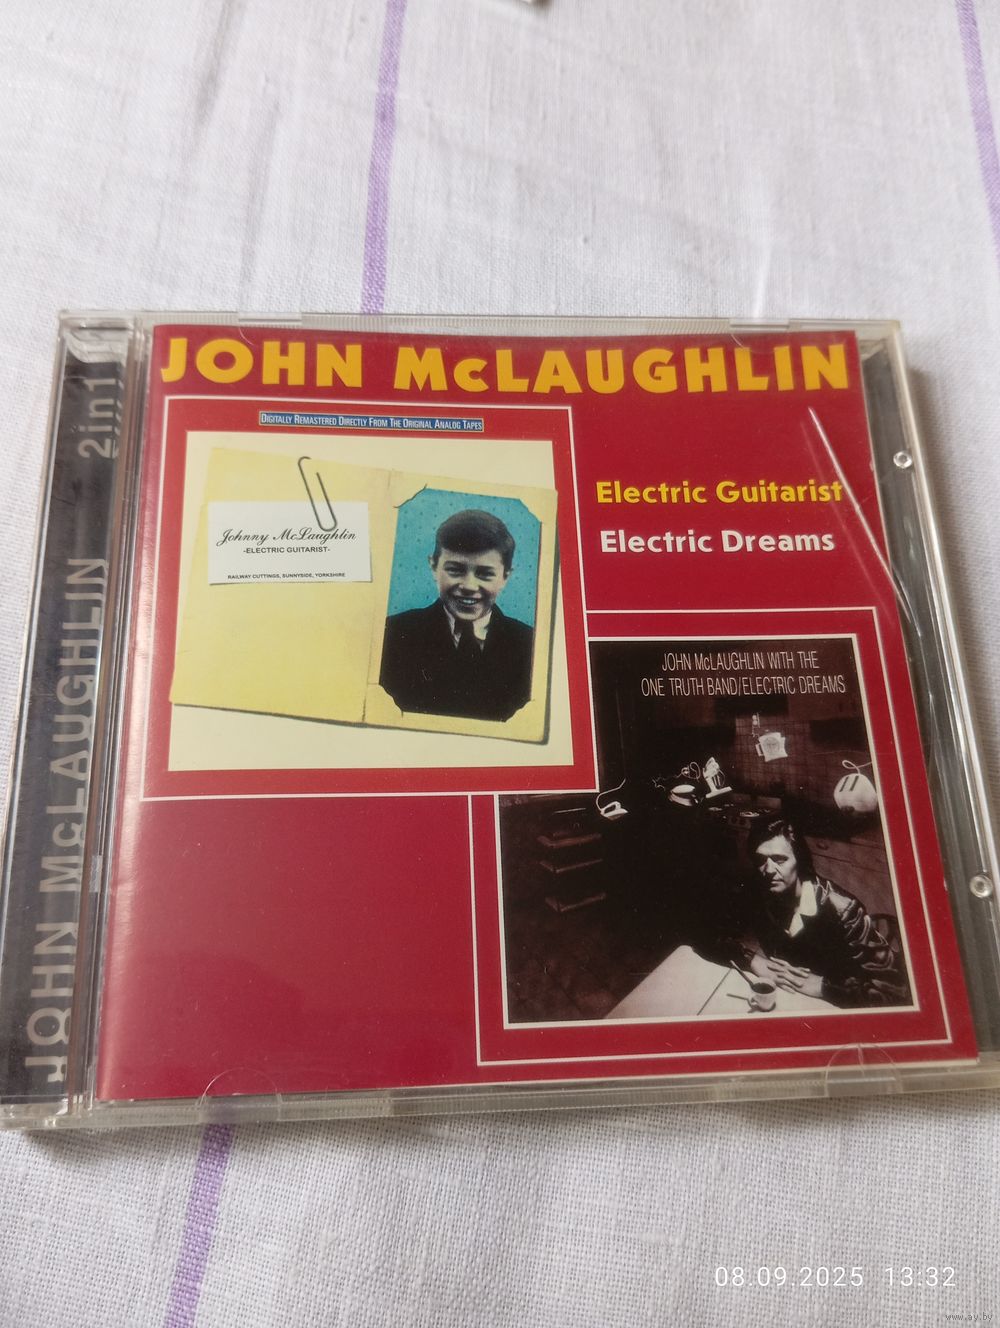 JOHN McLAUGHLIN
DIGITALLY REMASTERED DIRECTLY FROM THE ORIGINAL ANALOG TAPES
Johnny McLaughlin
-ELECTRIC GUITARIST-
RAILWAY CUTTINGS, SUNNYSIDE, YORKSHIRE
Electric Guitarist
Electric Dreams
JOHN McLAUGHLIN WITH THE
ONE TRUTH BAND/ELECTRIC DREAMS
JOHN McLAUGHLIN 2in1
08.09.2025 13:32
www.ay.by